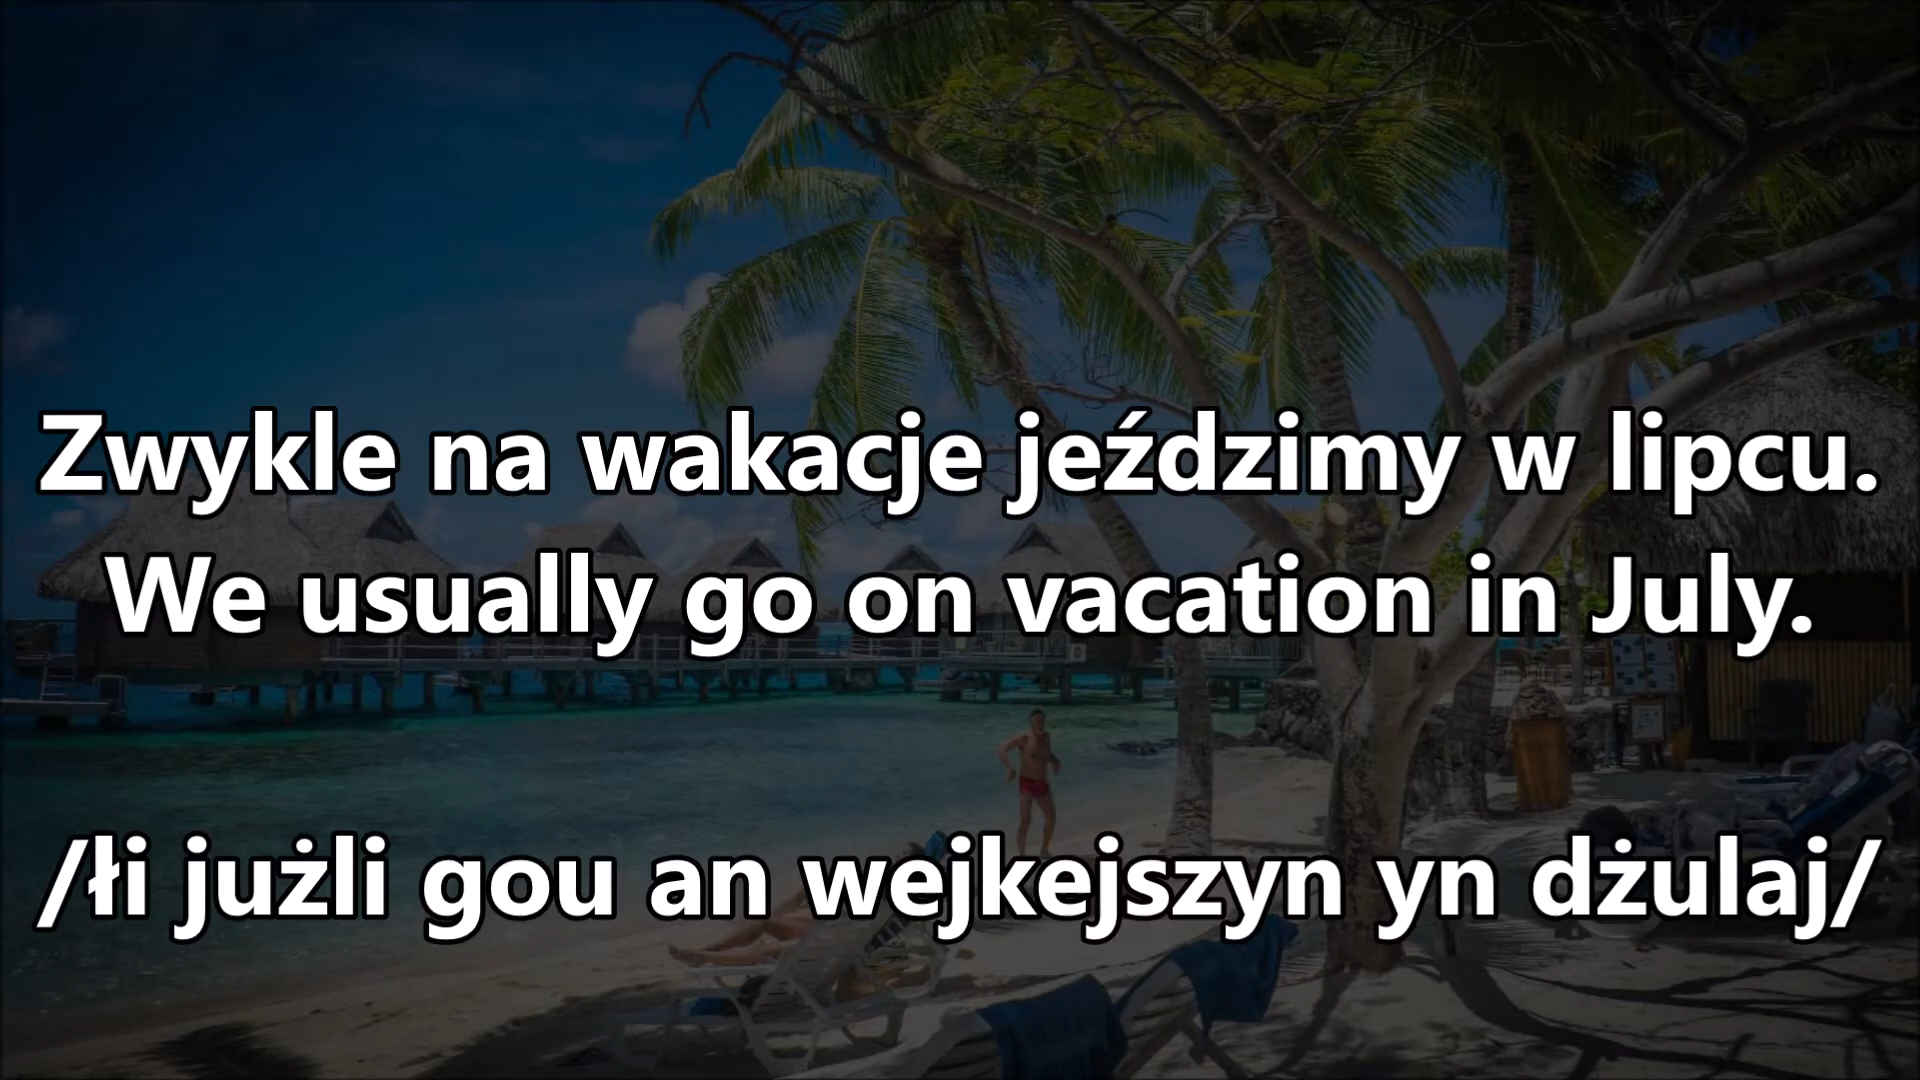 Zwykle na wakacje jeździmy w lipcu.
We usually go on vacation in July.
/łi jużli gou an wejkejszyn yn dżulaj/